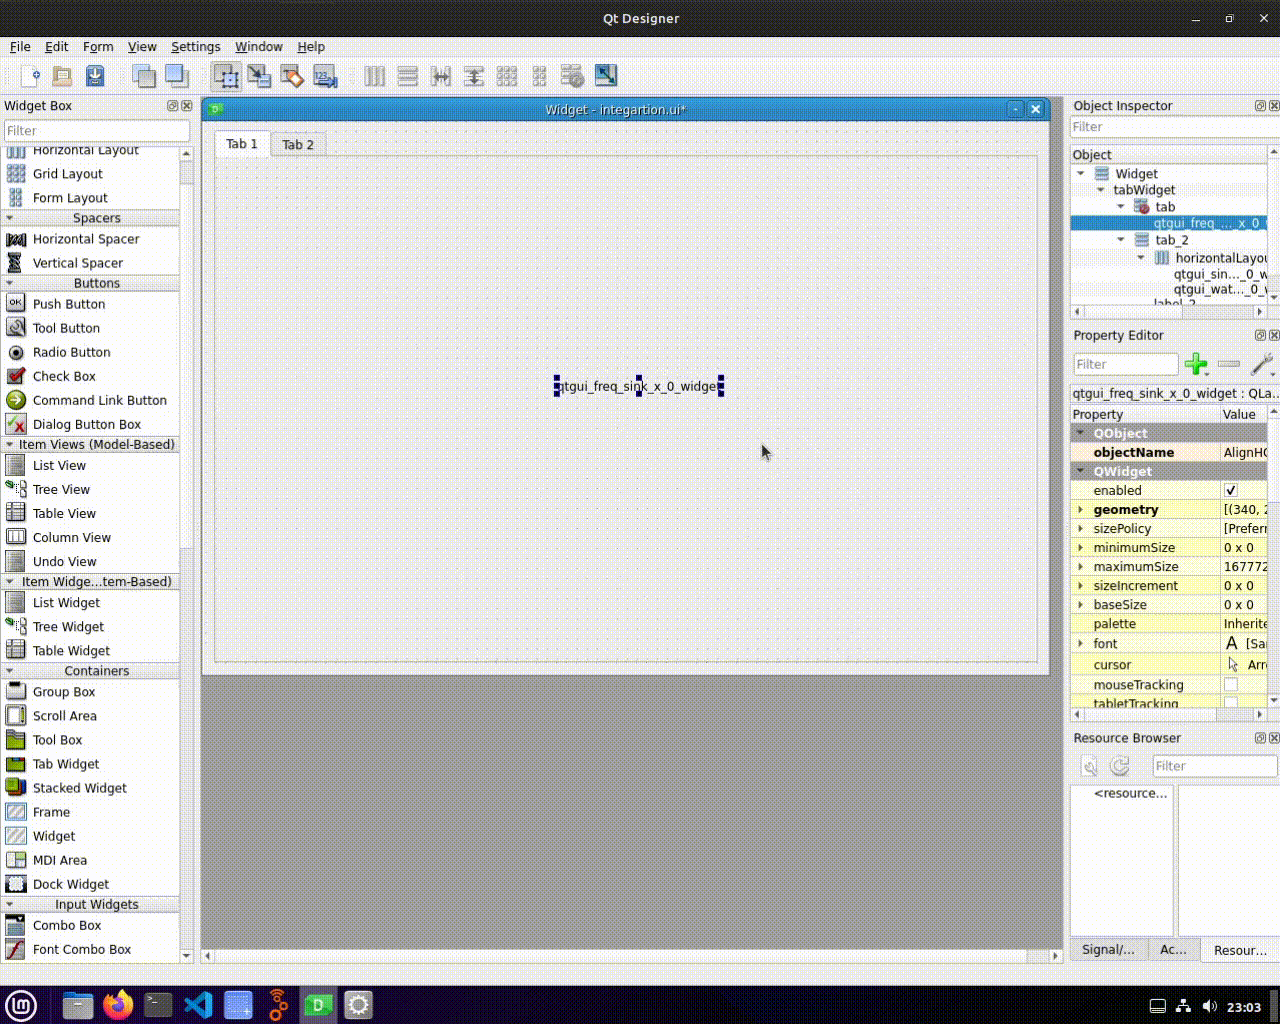 Qt Designer
File Edit Form View Settings Window Help
Widget Box
Filter
Horizontal Layout
Grid Layout
Form Layout
Spacers
Horizontal Spacer
Vertical Spacer
Buttons
Push Button
Tool Button
Radio Button
Check Box
Command Link Button
Dialog Button Box
Item Views (Model-Based)
List View
Tree View
Table View
Column View
Undo View
Item Widge...tem-Based)
List Widget
Tree Widget
Table Widget
Containers
Group Box
Scroll Area
Tool Box
Tab Widget
Stacked Widget
Frame
Widget
MDI Area
Dock Widget
Input Widgets
Combo Box
Font Combo Box
Widget - integartion.ui*
Tab 1 Tab 2
qtgui_freq_sink_x_0_widget
Object Inspector
Filter
Object
Widget
tabWidget
tab
qtgui_freq_..._x_0_
tab_2
horizontalLayou
qtgui_sin..._0_w
qtgui_wat..._0_w
label_2
Property Editor
Filter
qtgui_freq_sink_x_0_widget : QLa...
Property Value
QObject
objectName AlignHC
QWidget
enabled
geometry [(340, 2
sizePolicy [Preferr
minimumSize 0 x 0
maximumSize 167772
sizeIncrement 0 x 0
baseSize 0 x 0
palette Inherite
font A [Sa
cursor Arr
mouseTracking
tabletTracking
Resource Browser
Filter
<resource...
Signal/... Ac... Resour...
23:03